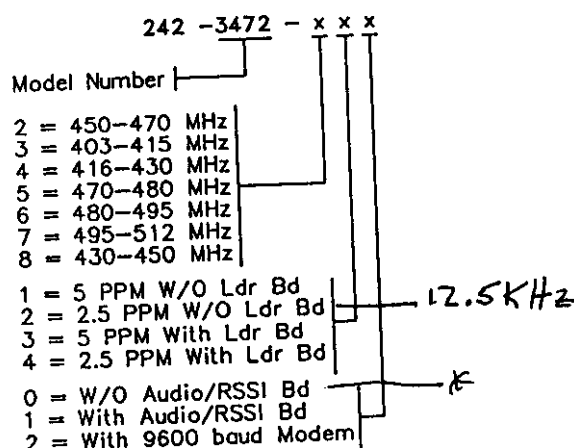 242 -3472 - x x x
Model Number
2 = 450-470 MHz
3 = 403-415 MHz
4 = 416-430 MHz
5 = 470-480 MHz
6 = 480-495 MHz
7 = 495-512 MHz
8 = 430-450 MHz
1 = 5 PPM W/O Ldr Bd
2 = 2.5 PPM W/O Ldr Bd 12.5KHz
3 = 5 PPM With Ldr Bd
4 = 2.5 PPM With Ldr Bd
0 = W/O Audio/RSSI Bd
1 = With Audio/RSSI Bd
2 = With 9600 baud Modem